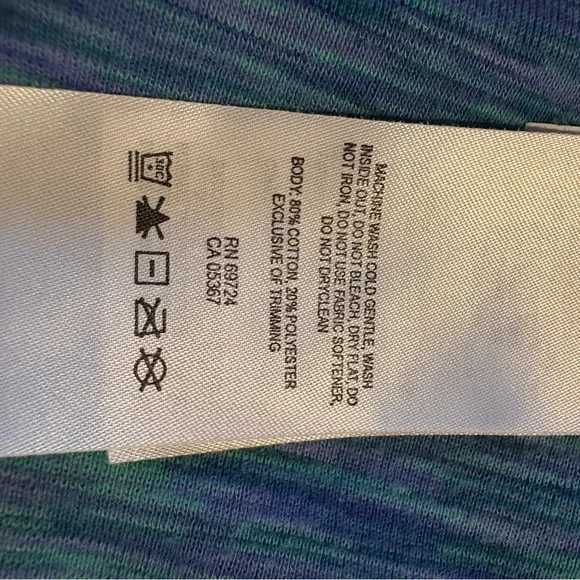 MACHINE WASH COLD GENTLE, WASH
INSIDE OUT, DO NOT BLEACH, DRY FLAT, DO
NOT IRON, DO NOT USE FABRIC SOFTENER,
DO NOT DRYCLEAN
BODY: 80% COTTON, 20% POLYESTER
EXCLUSIVE OF TRIMMING
RN 69724
CA 05367
30C